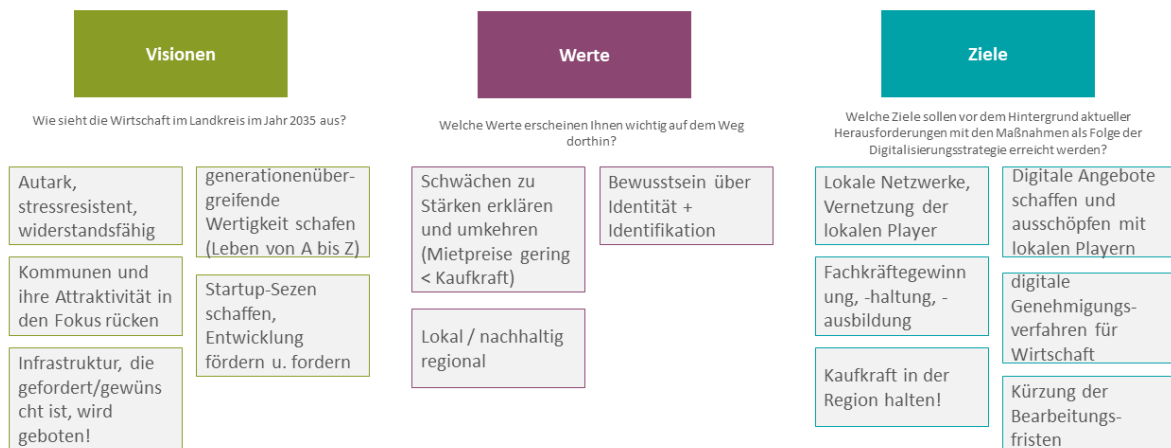 Visionen
Wie sieht die Wirtschaft im Landkreis im Jahr 2035 aus?
Autark,
stressresistent,
widerstandsfähig
Kommunen und
ihre Attraktivität in
den Fokus rücken
Infrastruktur, die
gefordert/gewüns
cht ist, wird
geboten!
generationenüber-
greifende
Wertigkeit schafen
(Leben von A bis Z)
Startup-Sezen
schaffen,
Entwicklung
fördern u. fordern
Werte
Welche Werte erscheinen Ihnen wichtig auf dem Weg
dorthin?
Schwächen zu
Stärken erklären
und umkehren
(Mietpreise gering
< Kaufkraft)
Lokal / nachhaltig
regional
Bewusstsein über
Identität +
Identifikation
Ziele
Welche Ziele sollen vor dem Hintergrund aktueller
Herausforderungen mit den Maßnahmen als Folge der
Digitalisierungsstrategie erreicht werden?
Lokale Netzwerke,
Vernetzung der
lokalen Player
Fachkräftegewinn
ung, -haltung, -
ausbildung
Kaufkraft in der
Region halten!
Digitale Angebote
schaffen und
ausschöpfen mit
lokalen Playern
digitale
Genehmigungs-
verfahren für
Wirtschaft
Kürzung der
Bearbeitungs-
fristen